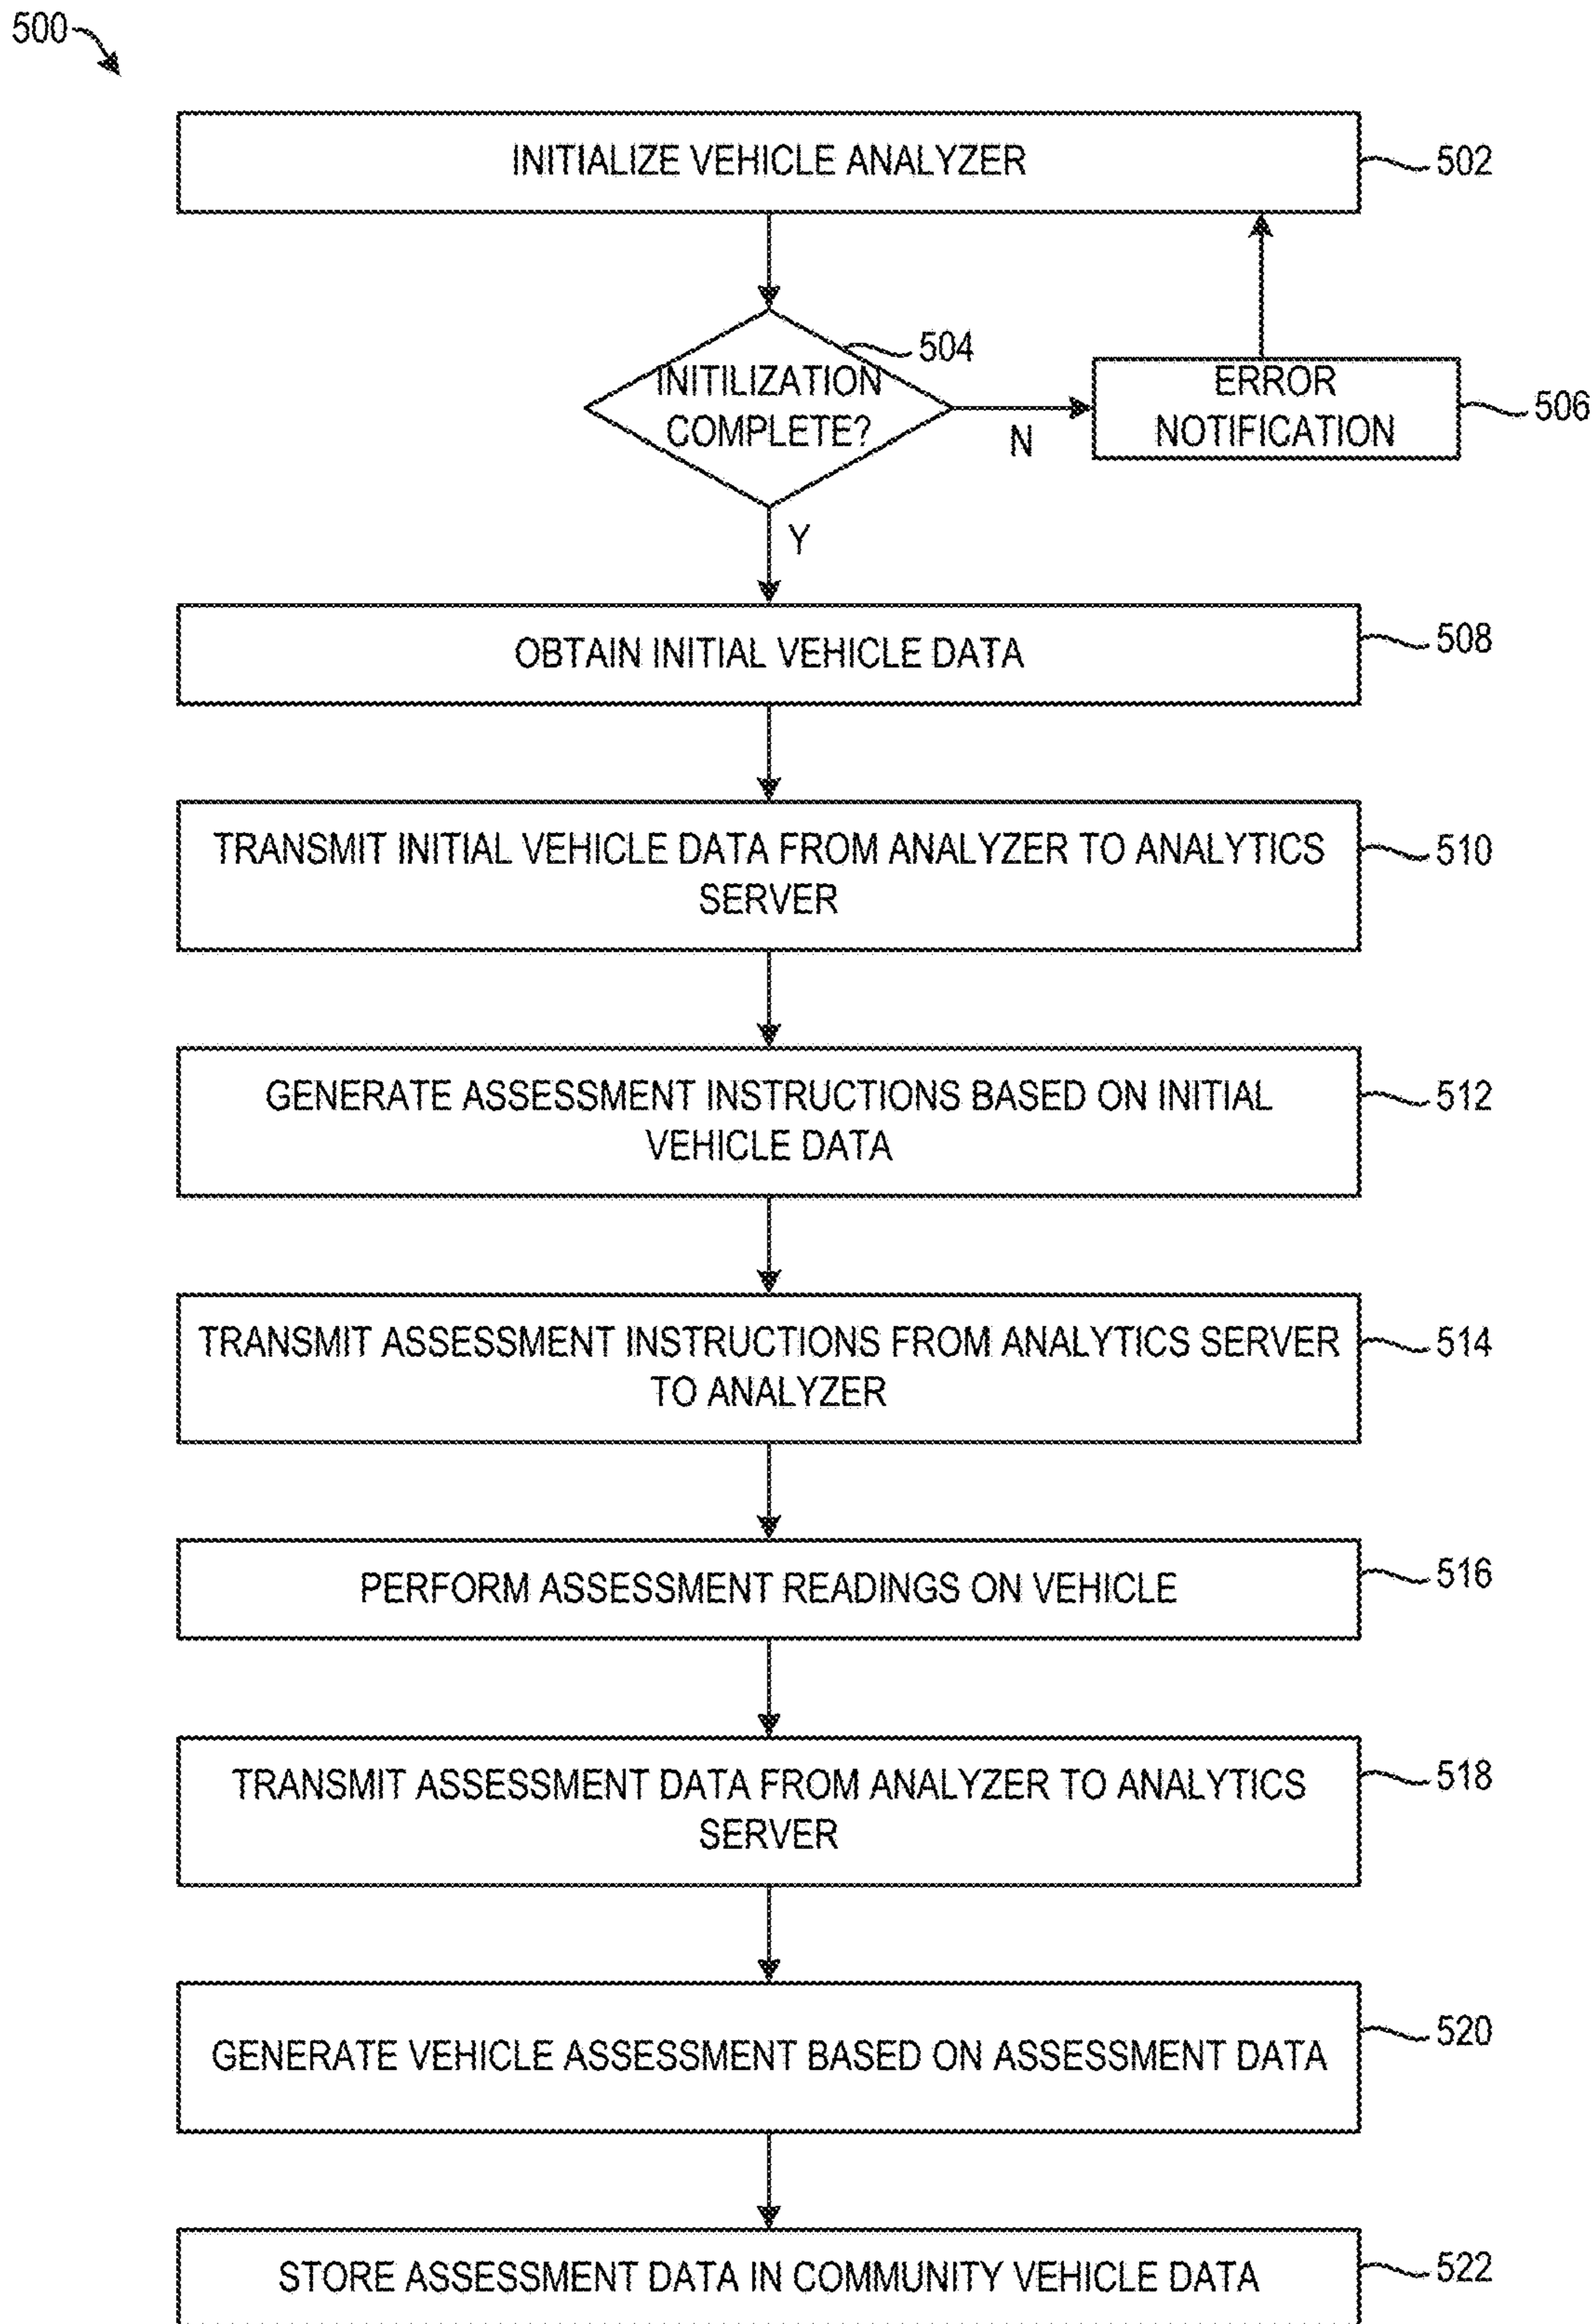 500
INITIALIZE VEHICLE ANALYZER
502
504
INITILIZATION
COMPLETE?
N
ERROR
NOTIFICATION
506
Y
OBTAIN INITIAL VEHICLE DATA
508
TRANSMIT INITIAL VEHICLE DATA FROM ANALYZER TO ANALYTICS
SERVER
510
GENERATE ASSESSMENT INSTRUCTIONS BASED ON INITIAL
VEHICLE DATA
512
TRANSMIT ASSESSMENT INSTRUCTIONS FROM ANALYTICS SERVER
TO ANALYZER
514
PERFORM ASSESSMENT READINGS ON VEHICLE
516
TRANSMIT ASSESSMENT DATA FROM ANALYZER TO ANALYTICS
SERVER
518
GENERATE VEHICLE ASSESSMENT BASED ON ASSESSMENT DATA
520
STORE ASSESSMENT DATA IN COMMUNITY VEHICLE DATA
522